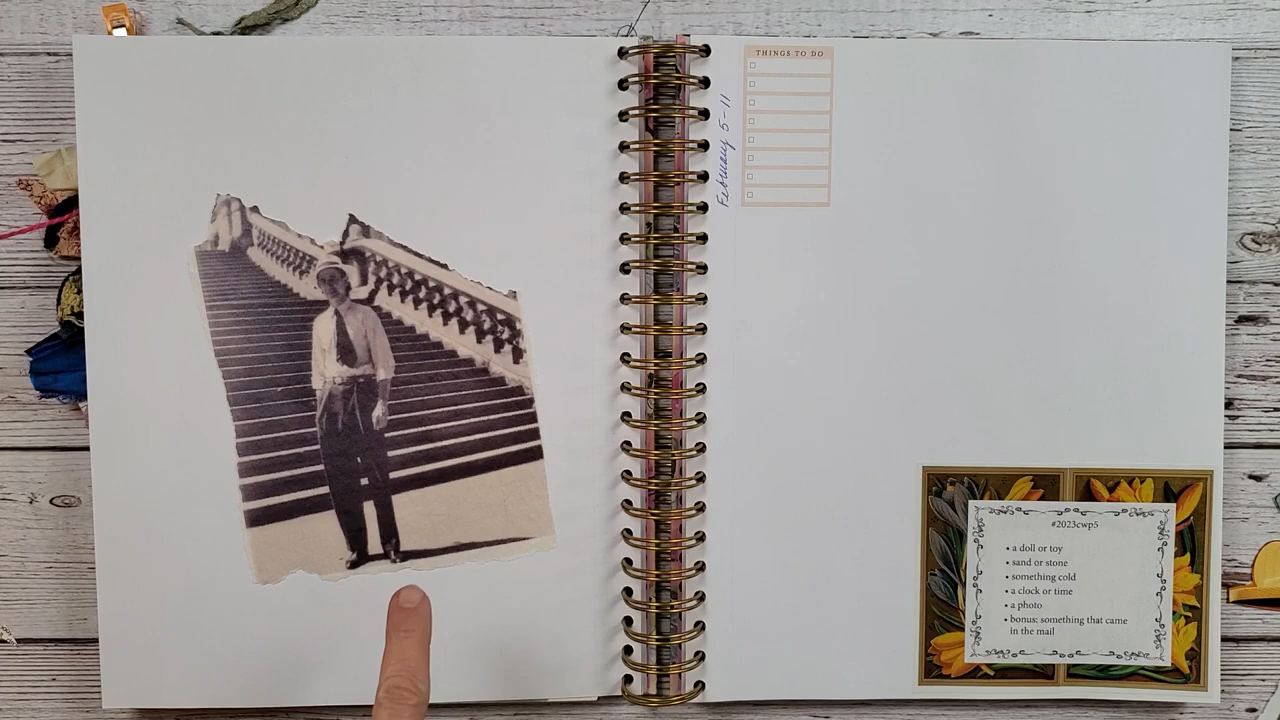 THINGS TO DO
February 5-11
#2023cwp5
• a doll or toy
• sand or stone
• something cold
• a clock or time
• a photo
• bonus: something that came
in the mail